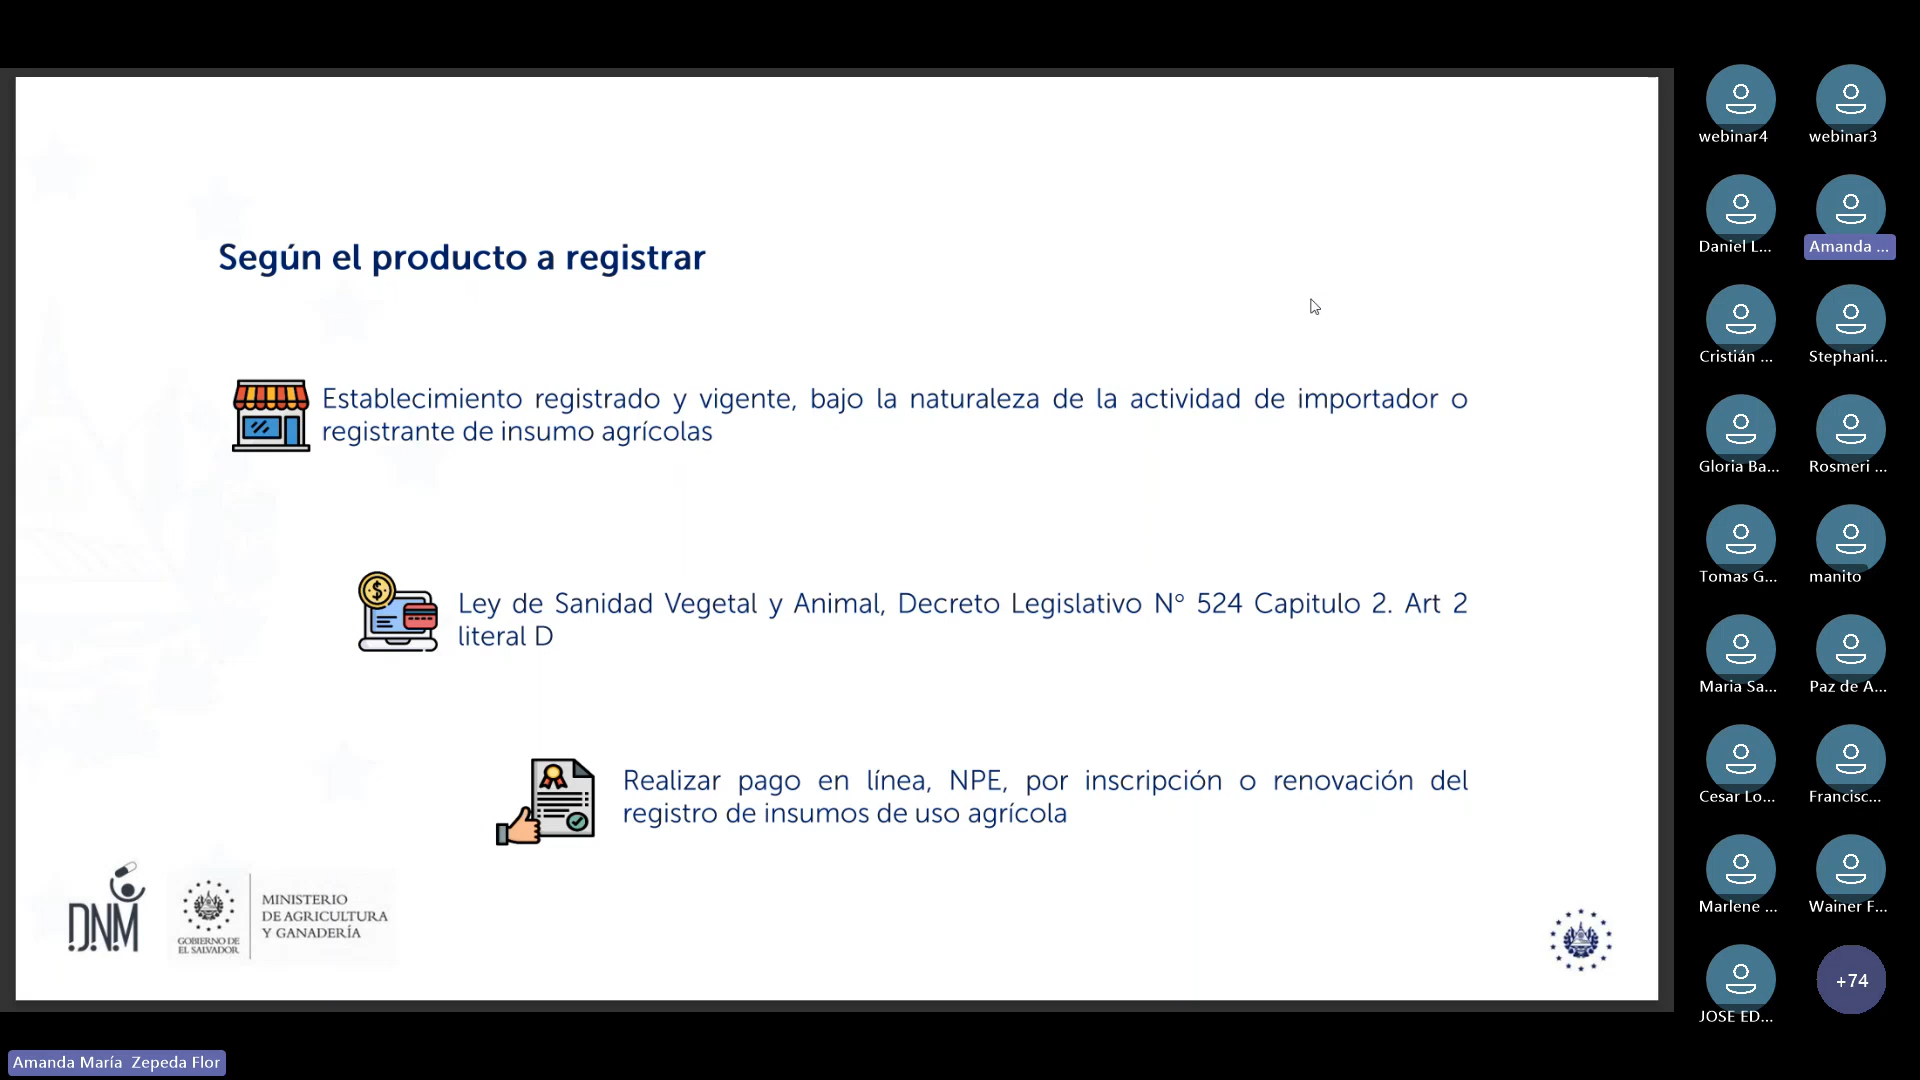 Según el producto a registrar
Establecimiento registrado y vigente, bajo la naturaleza de la actividad de importador o
registrante de insumo agrícolas
Ley de Sanidad Vegetal y Animal, Decreto Legislativo N° 524 Capitulo 2. Art 2
literal D
Realizar pago en línea, NPE, por inscripción o renovación del
registro de insumos de uso agrícola
DNM
GOBIERNO DE
EL SALVADOR
MINISTERIO
DE AGRICULTURA
Y GANADERÍA
webinar4
webinar3
Daniel L...
Amanda ...
Cristián ...
Stephani...
Gloria Ba...
Rosmeri ...
Tomas G...
manito
Maria Sa...
Paz de A...
Cesar Lo...
Francisc...
Marlene ...
Wainer F...
JOSE ED...
+74
Amanda María Zepeda Flor